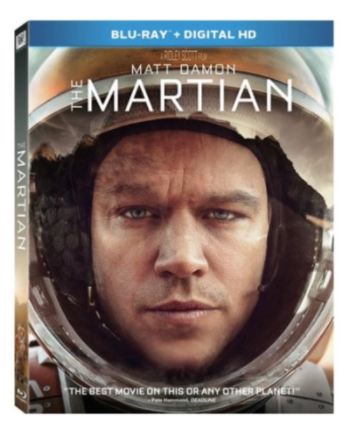 BLU-RAY™ + DIGITAL HD
A RIDLEY SCOTT FILM
MATT DAMON
THE MARTIAN
THE MARTIAN
"THE BEST MOVIE ON THIS OR ANY OTHER PLANET!"
–Pete Hammond, DEADLINE